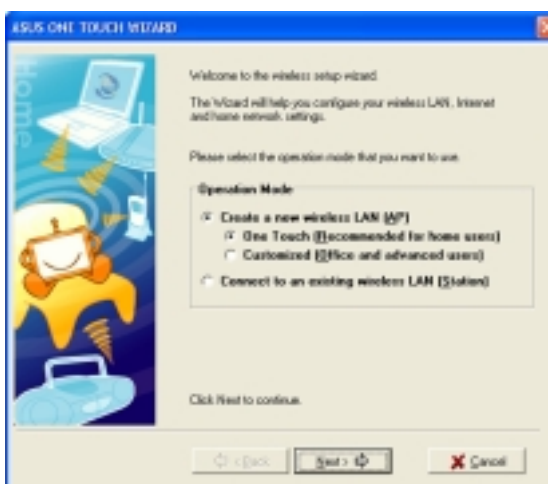 ASUS ONE TOUCH WIZARD
Home
Welcome to the wireless setup wizard.
The Wizard will help you configure your wireless LAN, Internet
and home network settings.
Please select the operation mode that you want to use.
Operation Mode
Create a new wireless LAN (AP)
One Touch (Recommended for home users)
Customized (Office and advanced users)
Connect to an existing wireless LAN (Station)
Click Next to continue.
< Back
Next >
Cancel